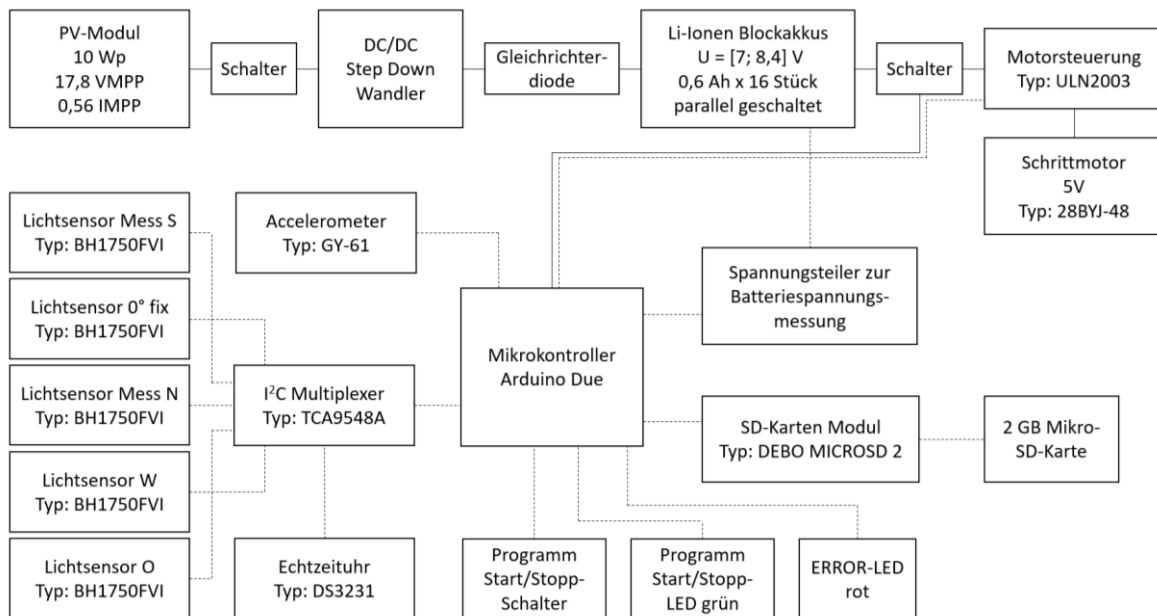 PV-Modul
10 Wp
17,8 VMPP
0,56 IMPP
Schalter
DC/DC
Step Down
Wandler
Gleichrichter-
diode
Li-Ionen Blockakkus
U = [7; 8,4] V
0,6 Ah x 16 Stück
parallel geschaltet
Schalter
Motorsteuerung
Typ: ULN2003
Schrittmotor
5V
Typ: 28BYJ-48
Lichtsensor Mess S
Typ: BH1750FVI
Accelerometer
Typ: GY-61
Spannungsteiler zur
Batteriespannungs-
messung
Lichtsensor 0° fix
Typ: BH1750FVI
Mikrokontroller
Arduino Due
Lichtsensor Mess N
Typ: BH1750FVI
I²C Multiplexer
Typ: TCA9548A
SD-Karten Modul
Typ: DEBO MICROSD 2
2 GB Mikro-
SD-Karte
Lichtsensor W
Typ: BH1750FVI
Lichtsensor O
Typ: BH1750FVI
Echtzeituhr
Typ: DS3231
Programm
Start/Stopp-
Schalter
Programm
Start/Stopp-
LED grün
ERROR-LED
rot